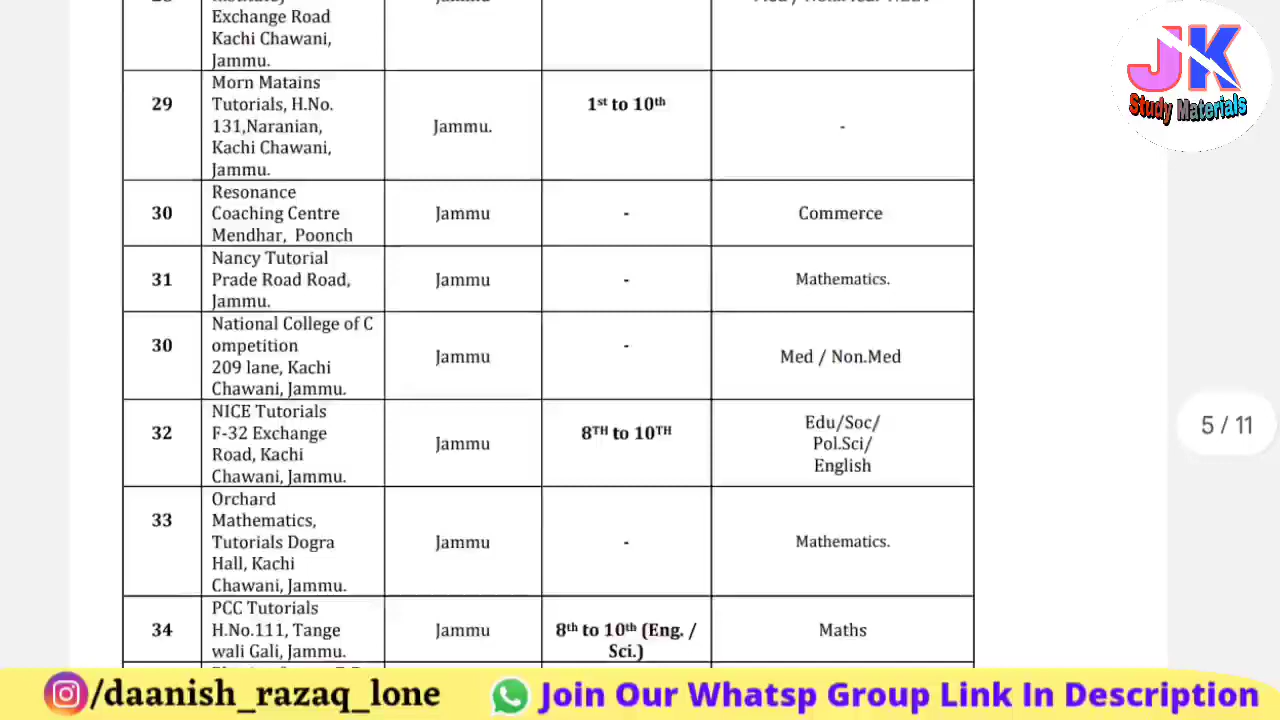 Exchange Road
Kachi Chawani,
Jammu.
29
Morn Matains
Tutorials, H.No.
131,Naranian,
Kachi Chawani,
Jammu.
Jammu.
1st to 10th
-
30
Resonance
Coaching Centre
Mendhar, Poonch
Jammu
-
Commerce
31
Nancy Tutorial
Prade Road Road,
Jammu.
Jammu
-
Mathematics.
30
National College of C
ompetition
209 lane, Kachi
Chawani, Jammu.
Jammu
-
Med / Non.Med
32
NICE Tutorials
F-32 Exchange
Road, Kachi
Chawani, Jammu.
Jammu
8TH to 10TH
Edu/Soc/
Pol.Sci/
English
33
Orchard
Mathematics,
Tutorials Dogra
Hall, Kachi
Chawani, Jammu.
Jammu
-
Mathematics.
34
PCC Tutorials
H.No.111, Tange
wali Gali, Jammu.
Jammu
8th to 10th (Eng. /
Sci.)
Maths
JK
Study Materials
5 / 11
/daanish_razaq_lone
Join Our Whatsp Group Link In Description